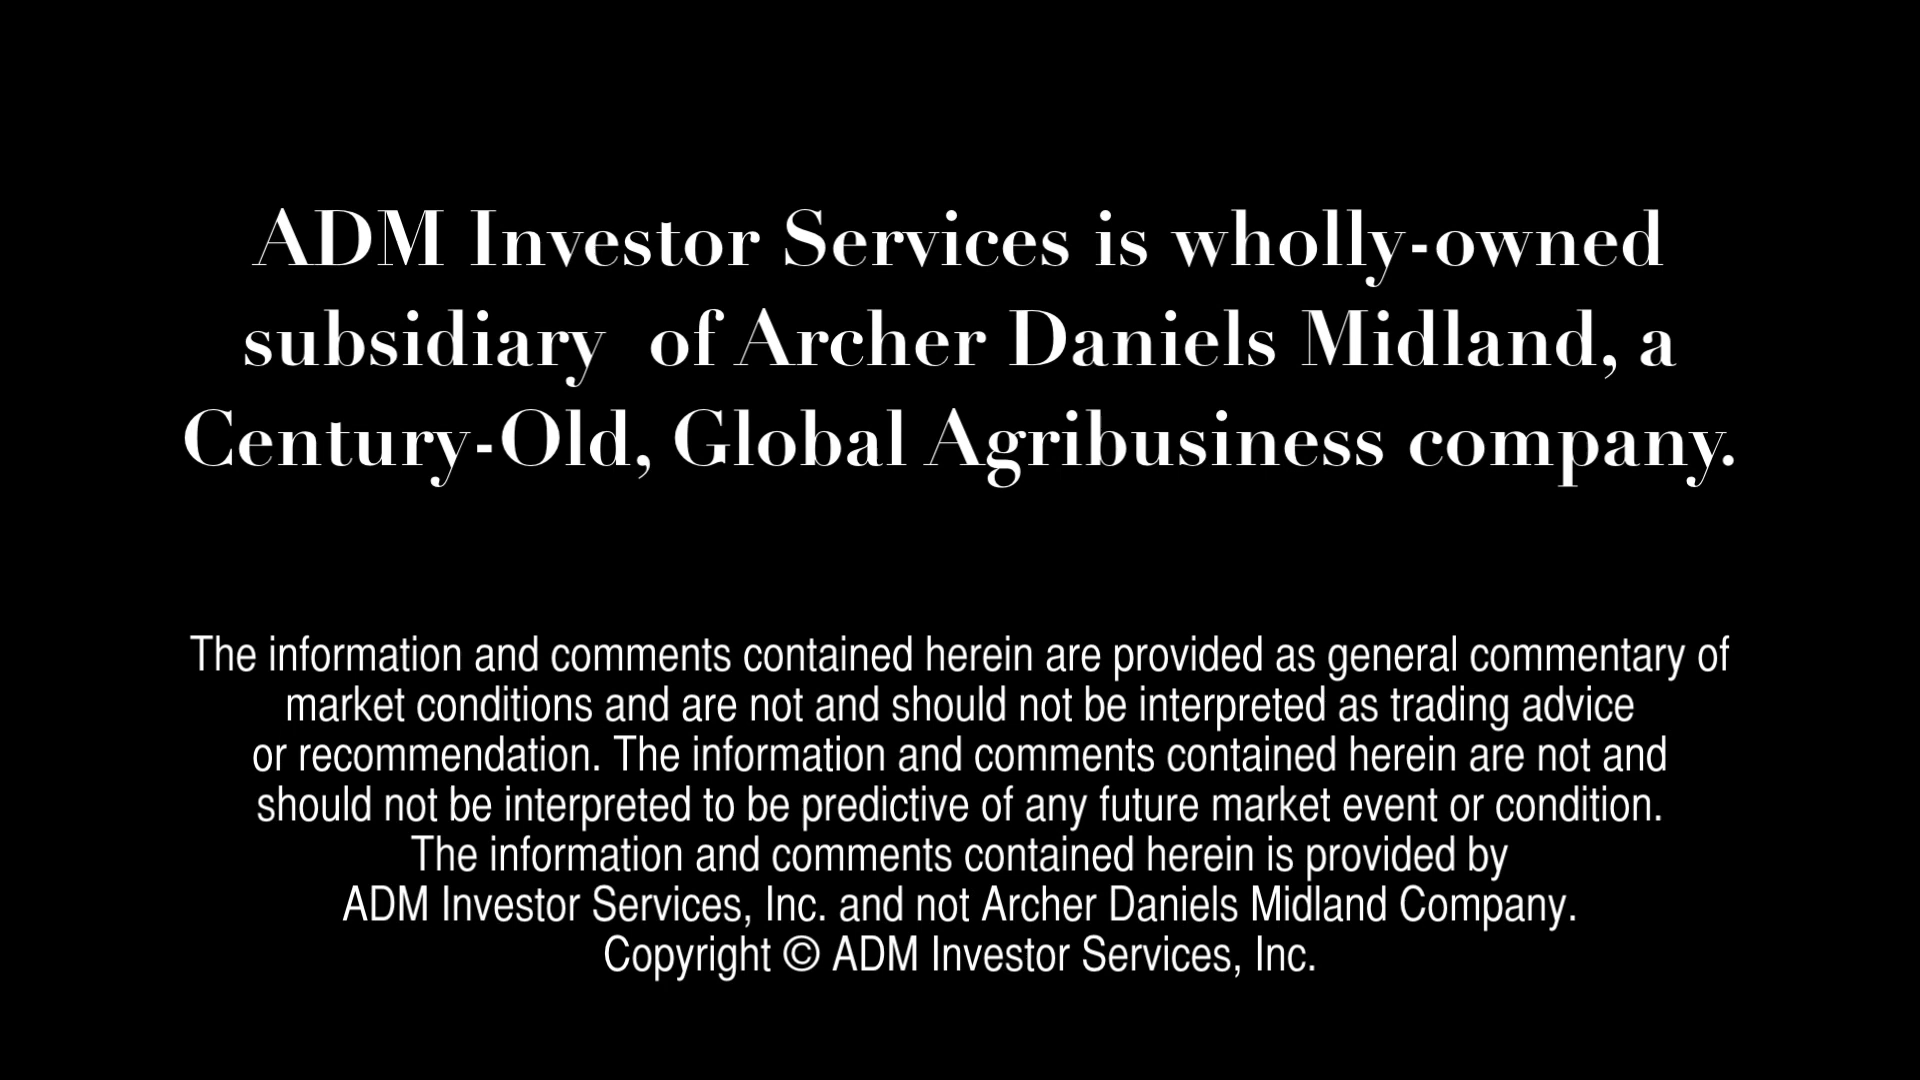 ADM Investor Services is wholly-owned
subsidiary  of Archer Daniels Midland, a
Century-Old, Global Agribusiness company.
The information and comments contained herein are provided as general commentary of
market conditions and are not and should not be interpreted as trading advice
or recommendation. The information and comments contained herein are not and
should not be interpreted to be predictive of any future market event or condition.
The information and comments contained herein is provided by
ADM Investor Services, Inc. and not Archer Daniels Midland Company.
Copyright © ADM Investor Services, Inc.